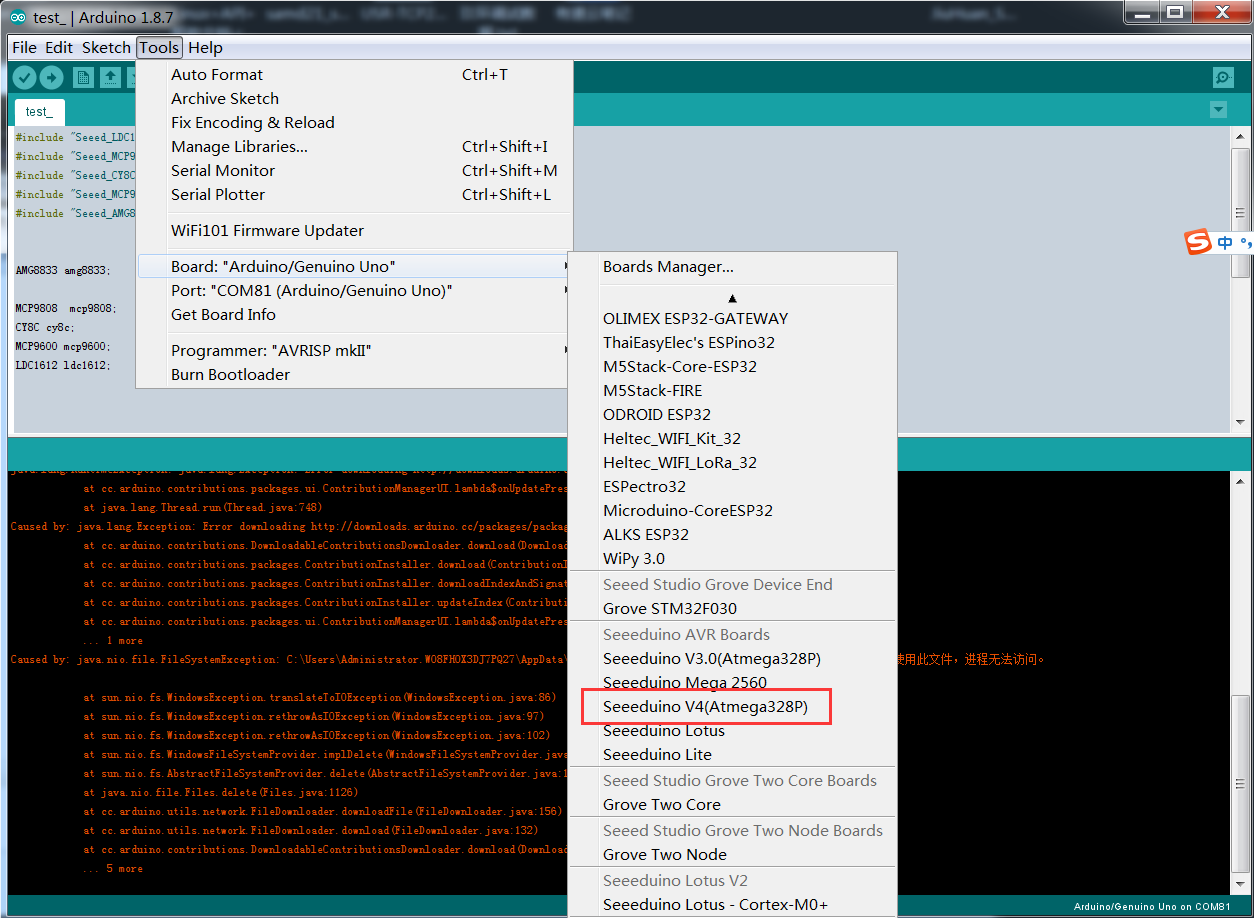 test_ | Arduino 1.8.7
File Edit Sketch Tools Help
test_
#include "Seeed_LDC1
#include "Seeed_MCP9
#include "Seeed_CY8C
#include "Seeed_MCP9
#include "Seeed_AMG8
AMG8833 amg8833;
MCP9808 mcp9808;
CY8C cy8c;
MCP9600 mcp9600;
LDC1612 ldc1612;
Auto Format Ctrl+T
Archive Sketch
Fix Encoding & Reload
Manage Libraries... Ctrl+Shift+I
Serial Monitor Ctrl+Shift+M
Serial Plotter Ctrl+Shift+L
WiFi101 Firmware Updater
Board: "Arduino/Genuino Uno"
Port: "COM81 (Arduino/Genuino Uno)"
Get Board Info
Programmer: "AVRISP mkII"
Burn Bootloader
Boards Manager...
OLIMEX ESP32-GATEWAY
ThaiEasyElec's ESPino32
M5Stack-Core-ESP32
M5Stack-FIRE
ODROID ESP32
Heltec_WIFI_Kit_32
Heltec_WIFI_LoRa_32
ESPectro32
Microduino-CoreESP32
ALKS ESP32
WiPy 3.0
Seeed Studio Grove Device End
Grove STM32F030
Seeeduino AVR Boards
Seeeduino V3.0(Atmega328P)
Seeeduino Mega 2560
Seeeduino V4(Atmega328P)
Seeeduino Lotus
Seeeduino Lite
Seeed Studio Grove Two Core Boards
Grove Two Core
Seeed Studio Grove Two Node Boards
Grove Two Node
Seeeduino Lotus V2
Seeeduino Lotus - Cortex-M0+
S 中
at cc.arduino.contributions.packages.ui.ContributionManagerUI.lambda$onUpdatePres
at java.lang.Thread.run(Thread.java:748)
Caused by: java.lang.Exception: Error downloading http://downloads.arduino.cc/packages/packag
at cc.arduino.contributions.DownloadableContributionsDownloader.download(Download
at cc.arduino.contributions.packages.ContributionInstaller.download(ContributionI
at cc.arduino.contributions.packages.ContributionInstaller.downloadIndexAndSignat
at cc.arduino.contributions.packages.ContributionInstaller.updateIndex(Contributi
at cc.arduino.contributions.packages.ui.ContributionManagerUI.lambda$onUpdatePres
... 1 more
Caused by: java.nio.file.FileSystemException: C:\Users\Administrator.WO8FHOX3DJ7PQ27\AppData\ 使用此文件，进程无法访问。
at sun.nio.fs.WindowsException.translateToIOException(WindowsException.java:86)
at sun.nio.fs.WindowsException.rethrowAsIOException(WindowsException.java:97)
at sun.nio.fs.WindowsException.rethrowAsIOException(WindowsException.java:102)
at sun.nio.fs.WindowsFileSystemProvider.implDelete(WindowsFileSystemProvider.java
at sun.nio.fs.AbstractFileSystemProvider.delete(AbstractFileSystemProvider.java:1
at java.nio.file.Files.delete(Files.java:1126)
at cc.arduino.utils.network.FileDownloader.downloadFile(FileDownloader.java:156)
at cc.arduino.utils.network.FileDownloader.download(FileDownloader.java:132)
at cc.arduino.contributions.DownloadableContributionsDownloader.download(Download
... 5 more
Arduino/Genuino Uno on COM81